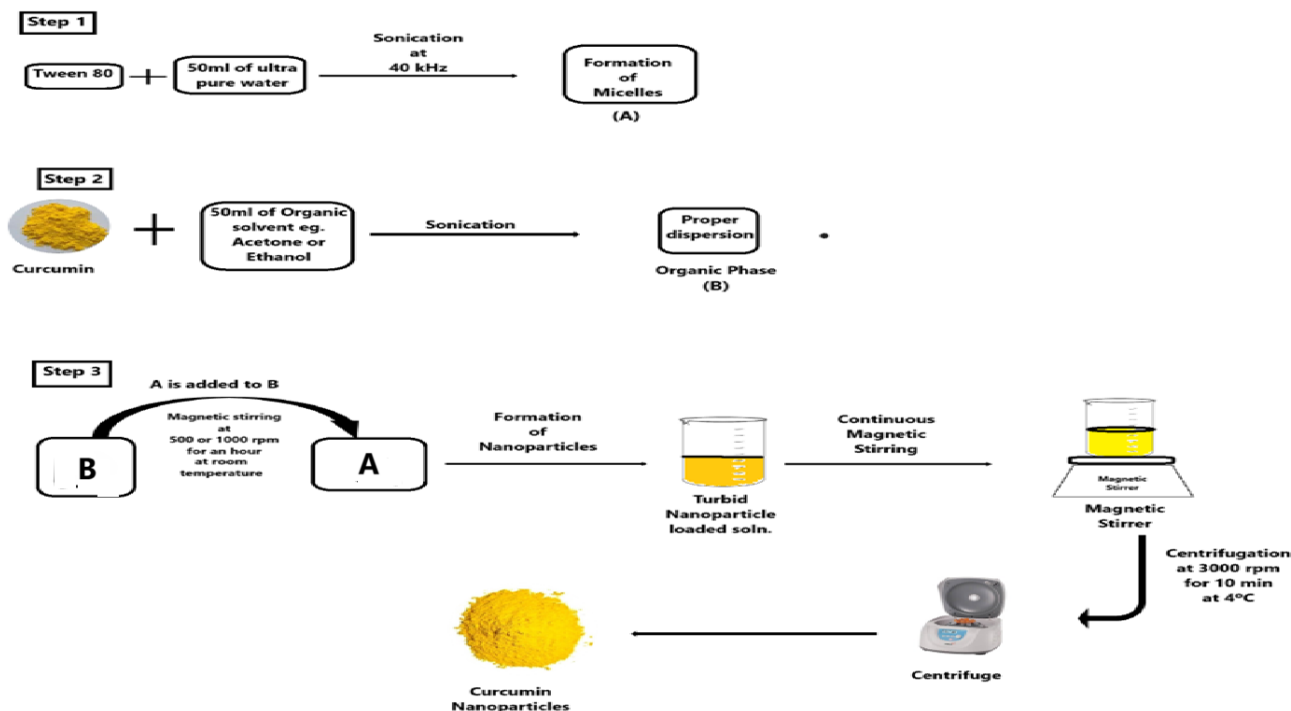 Step 1
Tween 80
50ml of ultra
pure water
Sonication
at
40 kHz
Formation
of
Micelles
(A)
Step 2
Curcumin
50ml of Organic
solvent eg.
Acetone or
Ethanol
Sonication
Proper
dispersion
Organic Phase
(B)
Step 3
A is added to B
Magnetic stirring
at
500 or 1000 rpm
for an hour
at room
temperature
B
A
Formation
of
Nanoparticles
Turbid
Nanoparticle
loaded soln.
Continuous
Magnetic
Stirring
Magnetic
Stirrer
Magnetic
Stirrer
Centrifugation
at 3000 rpm
for 10 min
at 4ºC
Centrifuge
Curcumin
Nanoparticles